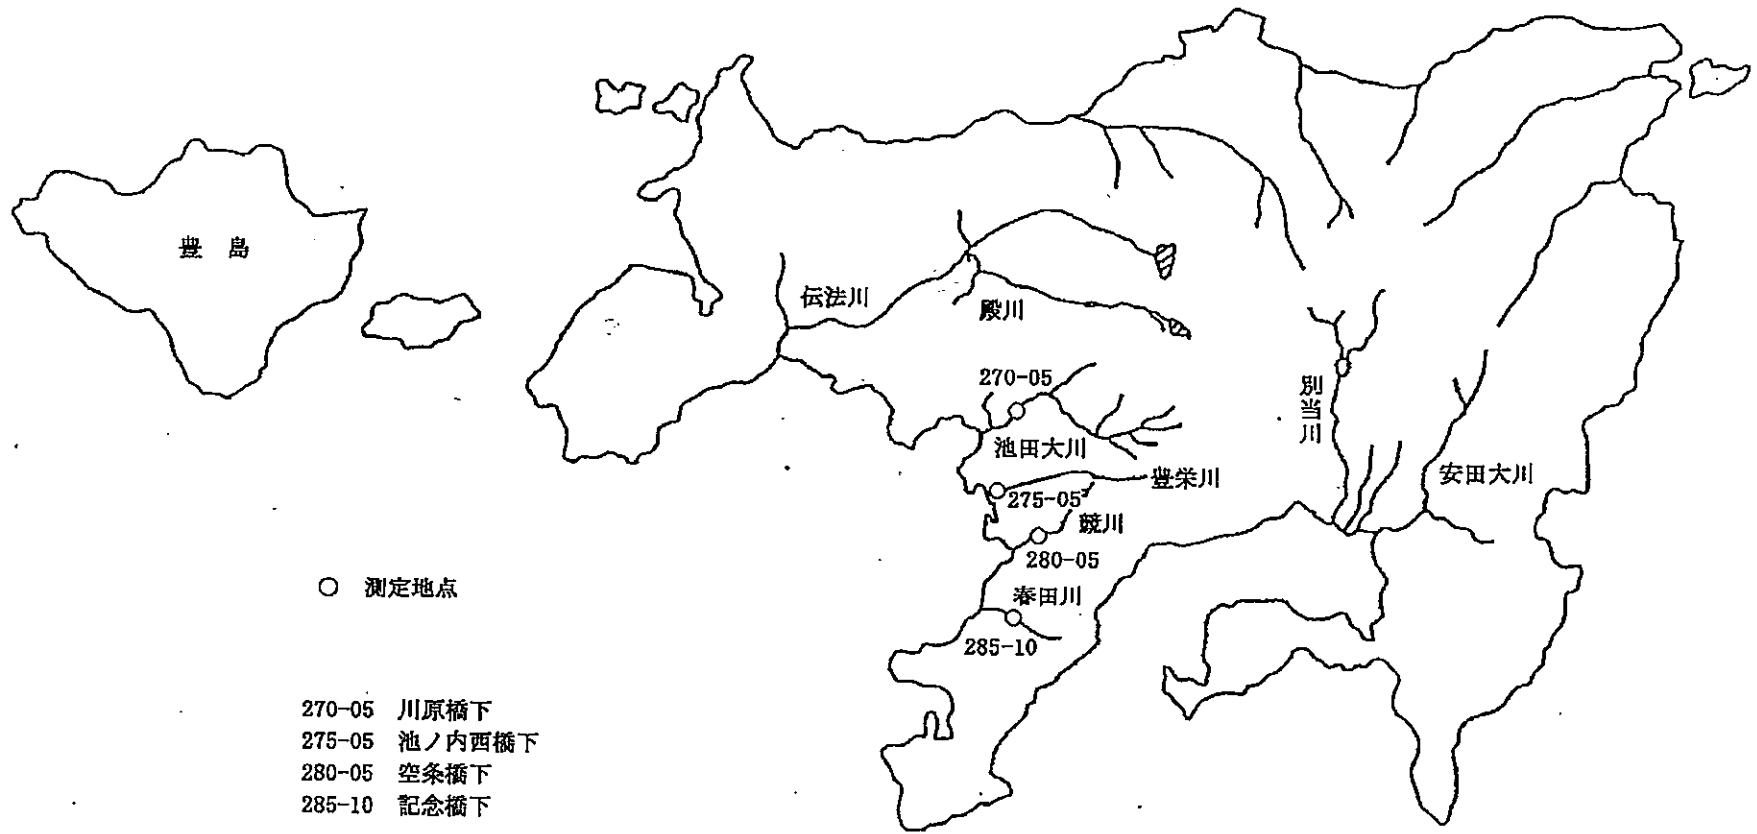 豊島
伝法川
殿川
270-05
池田大川
豊栄川
275-05
鏡川
280-05
春田川
285-10
別当川
安田大川
○ 測定地点
270-05 川原橋下
275-05 池ノ内西橋下
280-05 空条橋下
285-10 記念橋下